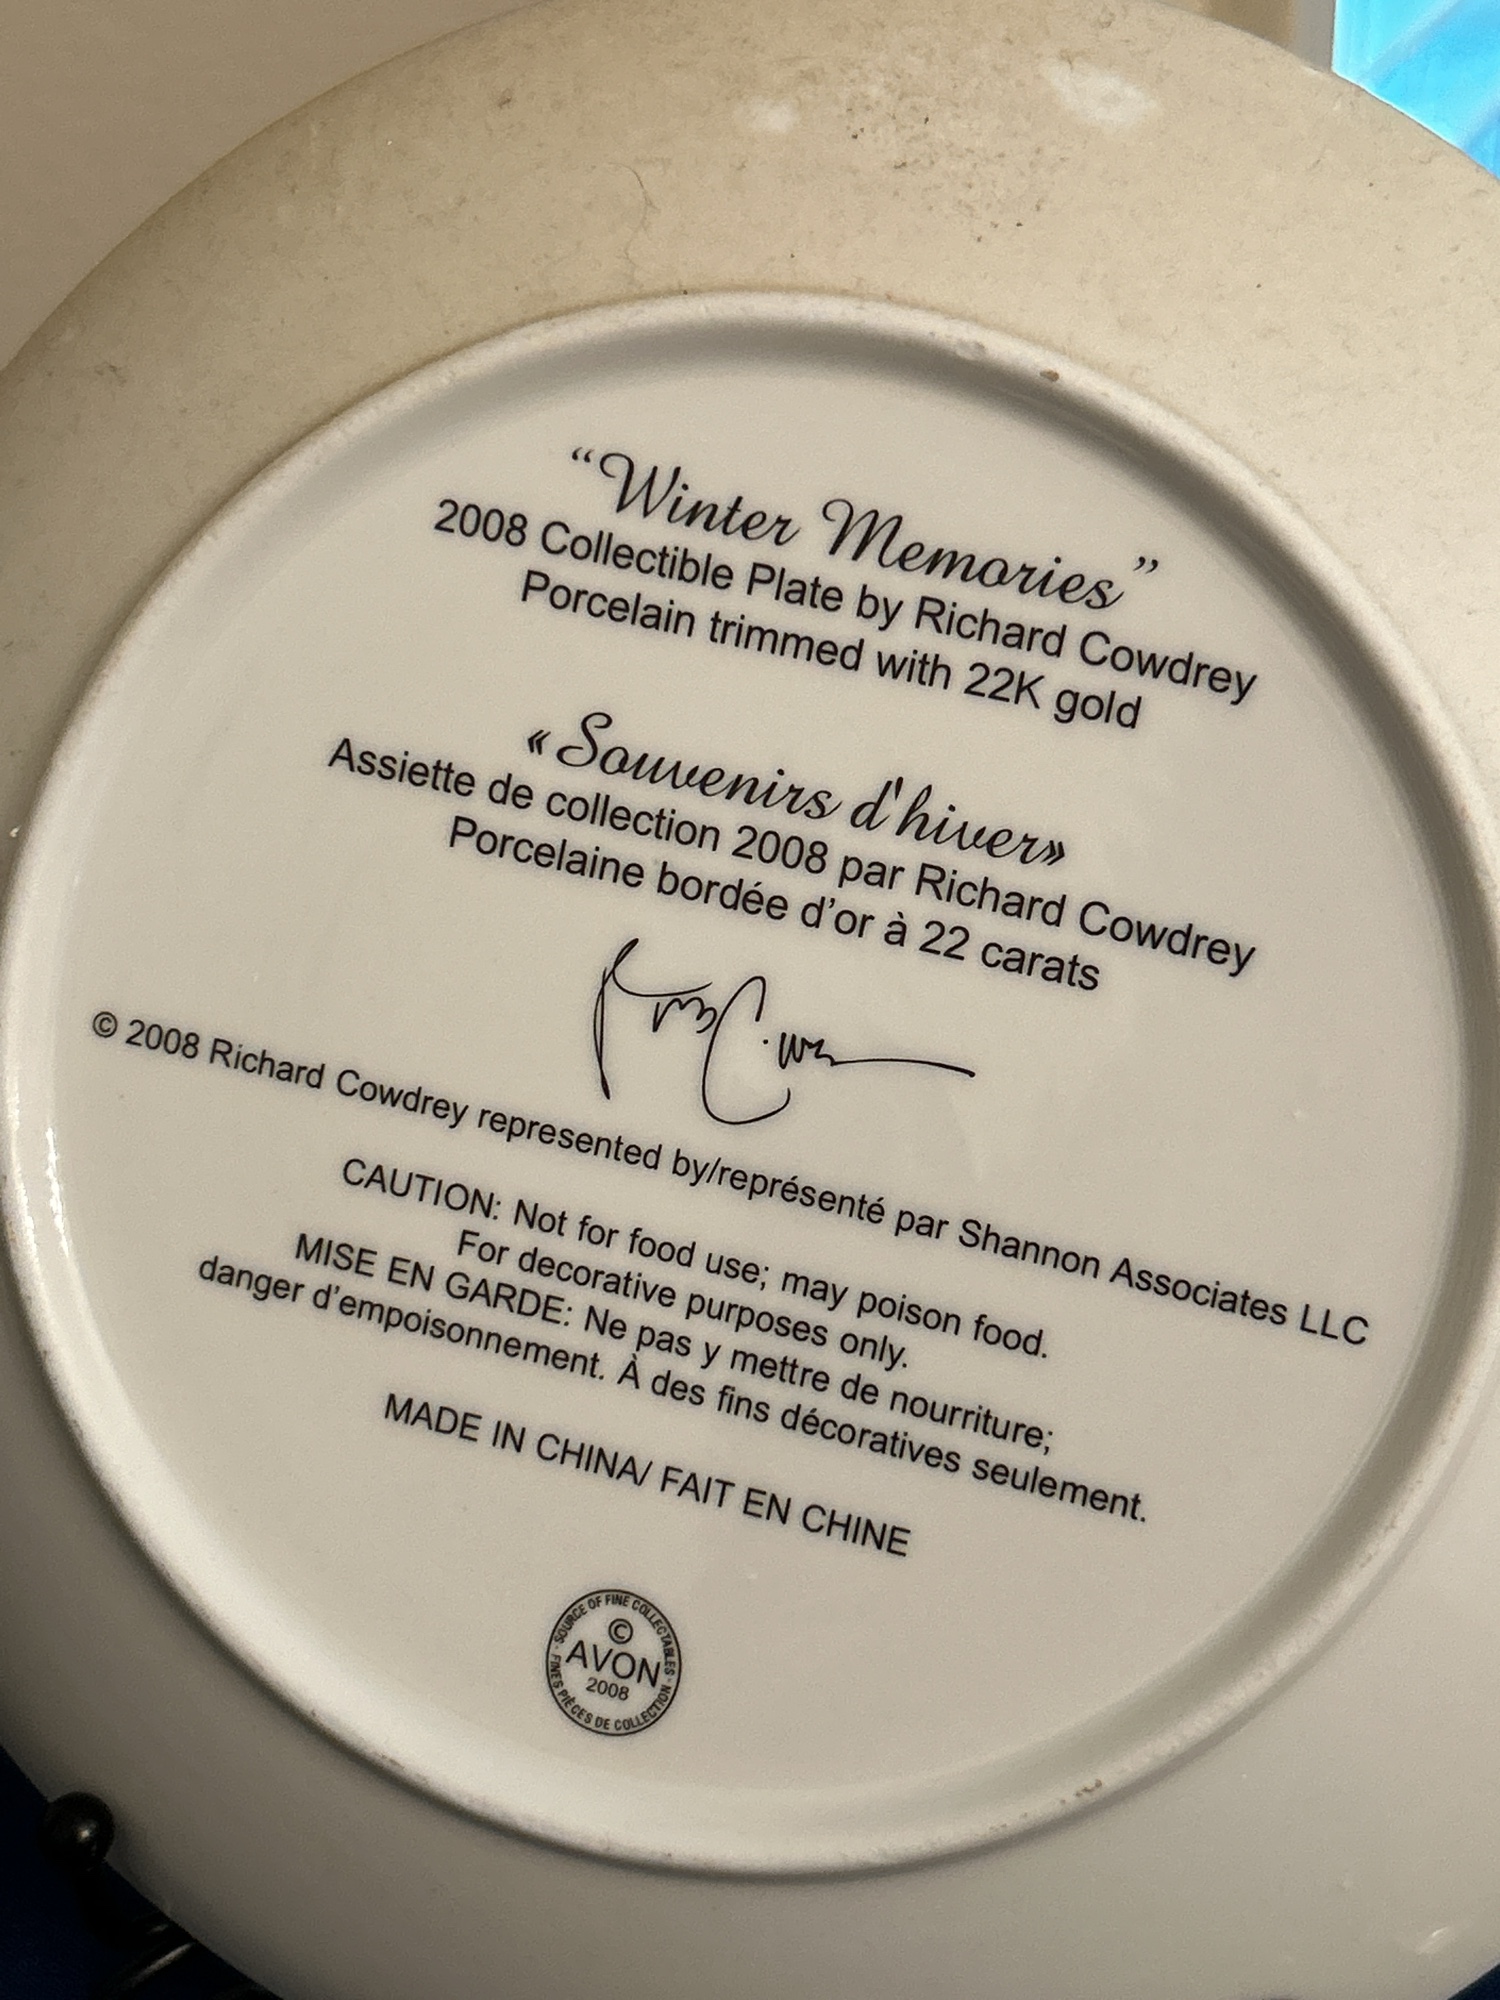 “Winter Memories”
2008 Collectible Plate by Richard Cowdrey
Porcelain trimmed with 22K gold
« Souvenirs d'hiver»
Assiette de collection 2008 par Richard Cowdrey
Porcelaine bordée d’or à 22 carats
© 2008 Richard Cowdrey represented by/représenté par Shannon Associates LLC
CAUTION: Not for food use; may poison food.
For decorative purposes only.
MISE EN GARDE: Ne pas y mettre de nourriture;
danger d’empoisonnement. À des fins décoratives seulement.
MADE IN CHINA/ FAIT EN CHINE
SOURCE OF FINE COLLECTABLES
©
AVON
2008
FINES PIÈCES DE COLLECTION